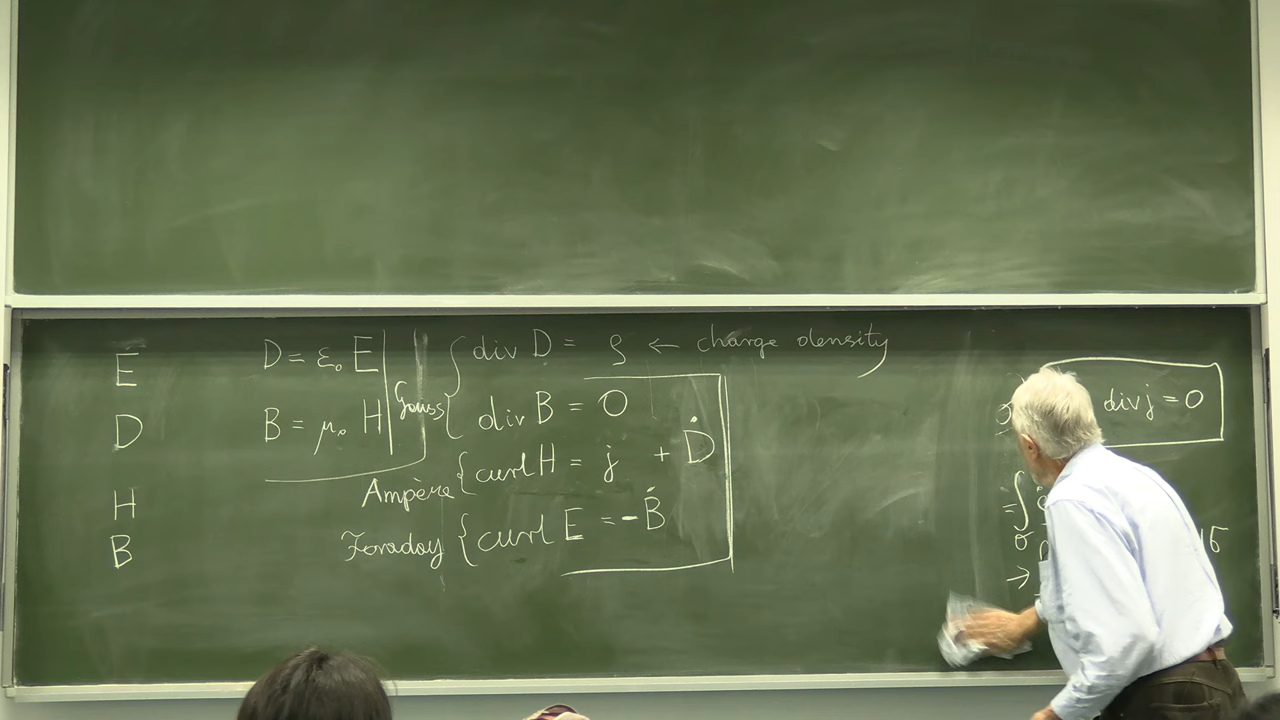 E
D
H
B
D = ε₀ E
B = μ₀ H
div D = ρ ← charge density
Gauss { div B = 0
Ampère { curl H = j + Ḋ
Faraday { curl E = -Ḃ
div j = 0
= ∫
σ
→